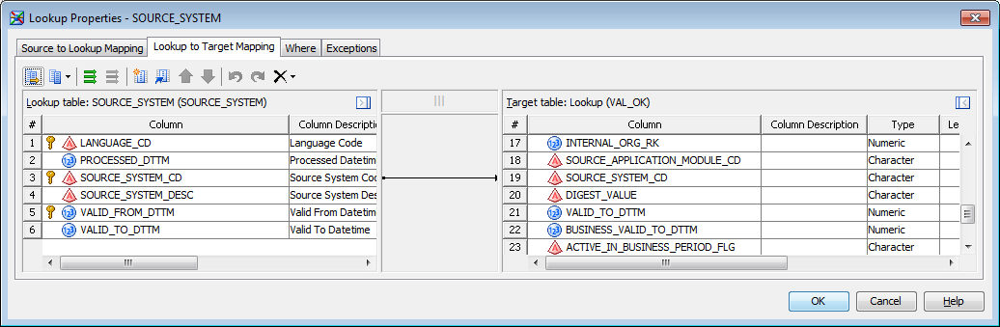 Lookup Properties - SOURCE_SYSTEM
Source to Lookup Mapping Lookup to Target Mapping Where Exceptions
Lookup table: SOURCE_SYSTEM (SOURCE_SYSTEM)
# Column Column Descriptio
1 LANGUAGE_CD Language Code
2 PROCESSED_DTTM Processed Datetime
3 SOURCE_SYSTEM_CD Source System Coc
4 SOURCE_SYSTEM_DESC Source System Des
5 VALID_FROM_DTTM Valid From Datetim
6 VALID_TO_DTTM Valid To Datetime
Target table: Lookup (VAL_OK)
# Column Column Description Type Le
17 INTERNAL_ORG_RK Numeric
18 SOURCE_APPLICATION_MODULE_CD Character
19 SOURCE_SYSTEM_CD Character
20 DIGEST_VALUE Character
21 VALID_TO_DTTM Numeric
22 BUSINESS_VALID_TO_DTTM Numeric
23 ACTIVE_IN_BUSINESS_PERIOD_FLG Character
OK Cancel Help